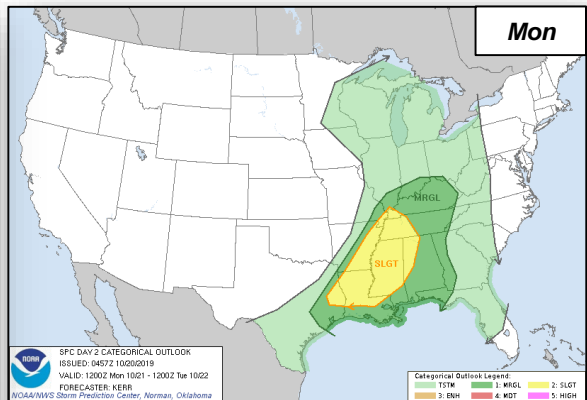 Mon
MRGL
SLGT
NOAA
SPC DAY 2 CATEGORICAL OUTLOOK
ISSUED: 0457Z 10/20/2019
VALID: 1200Z Mon 10/21 - 1200Z Tue 10/22
FORECASTER: KERR
NOAA/NWS Storm Prediction Center, Norman, Oklahoma
Categorical Outlook Legend:
TSTM 1: MRGL 2: SLGT
3: ENH 4: MDT 5: HIGH